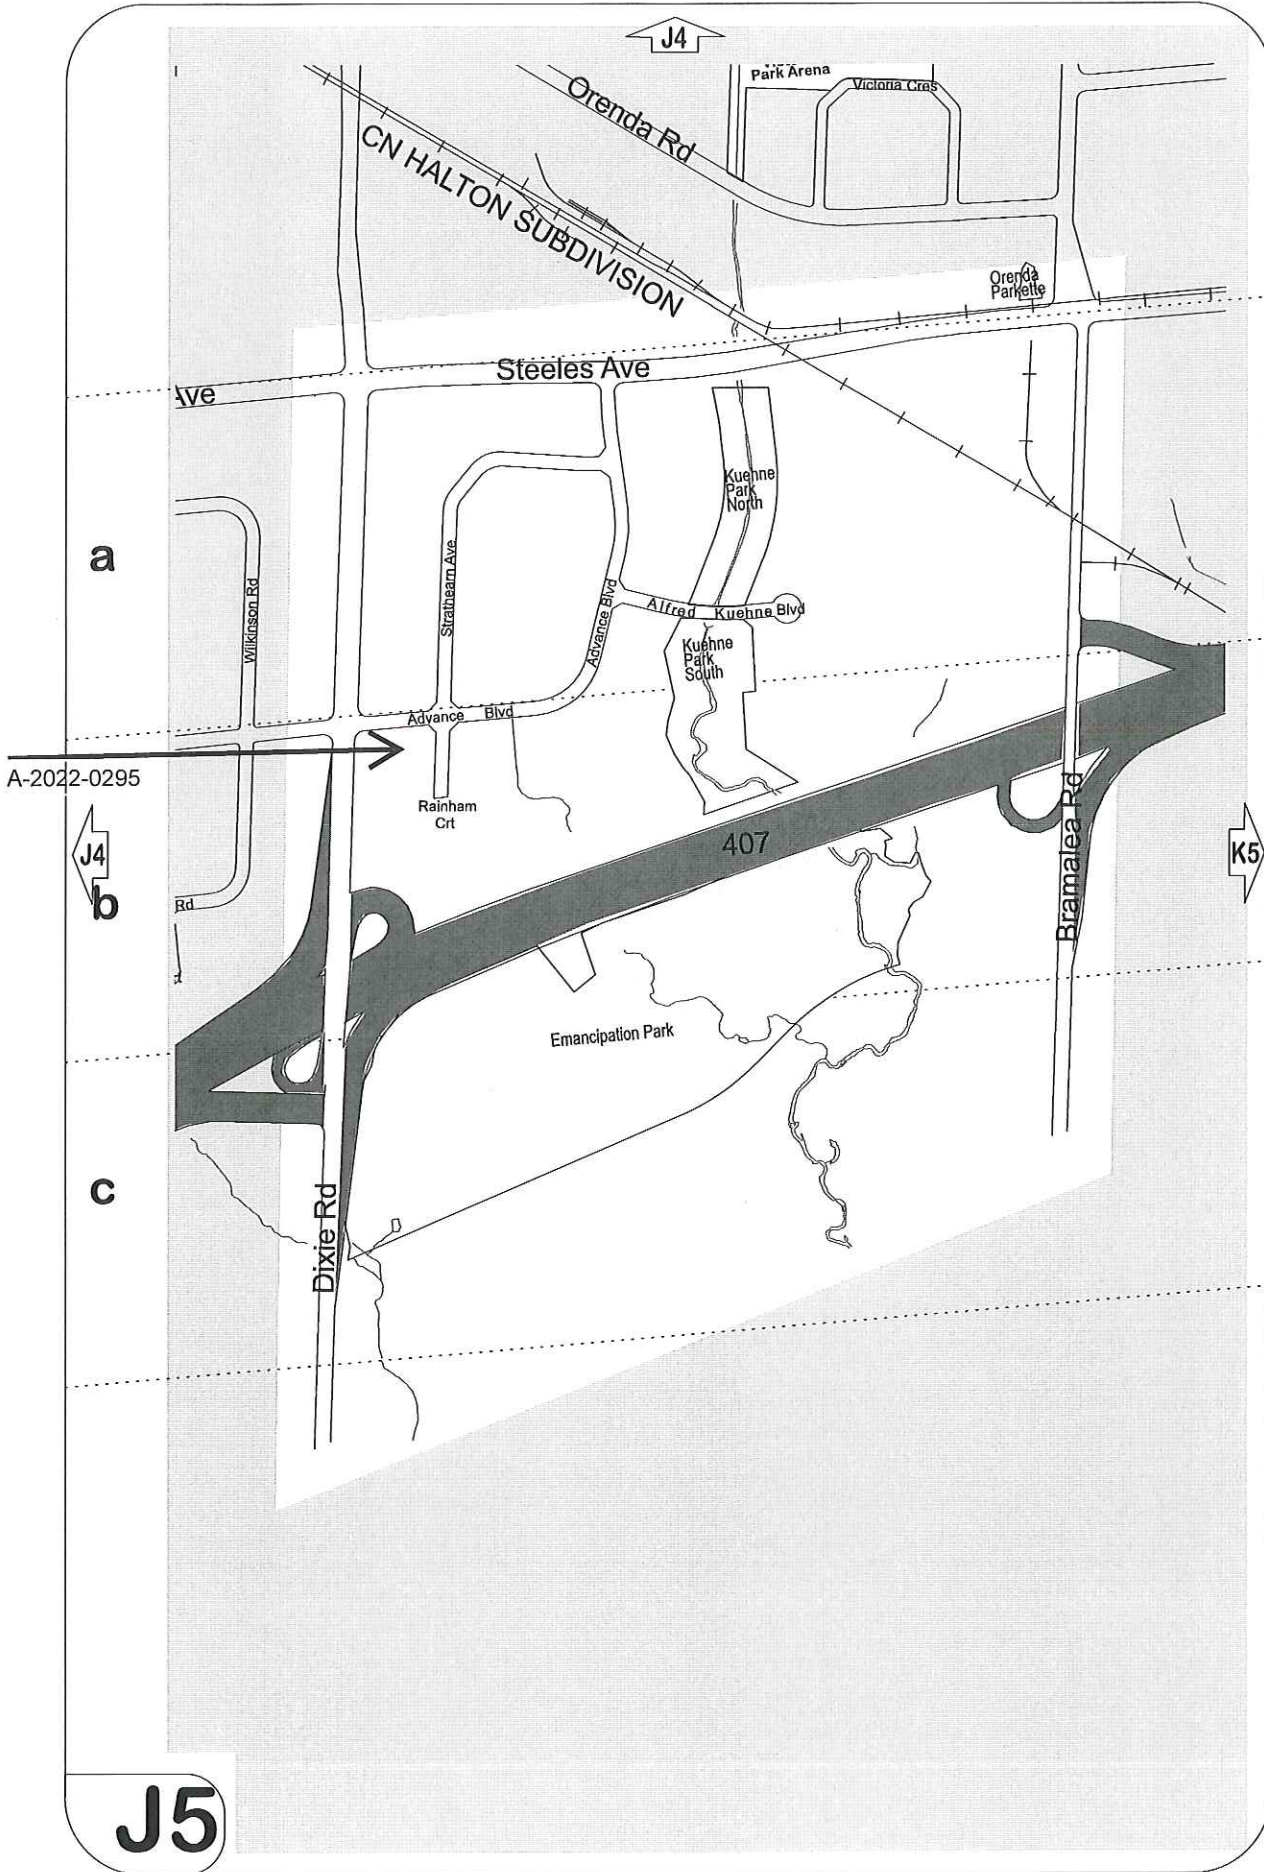 J4
Park Arena
Victoria Cres
Orenda Rd
CN HALTON SUBDIVISION
Orenda
Parkette
Steeles Ave
Ave
Kuehne
Park
North
a
Wilkinson Rd
Strathearn Ave
Advance Blvd
Alfred Kuehne Blvd
Kuehne
Park
South
Advance Blvd
A-2022-0295
Rainham
Crt
J4
407
Bramalea Rd
K5
b
Rd
Emancipation Park
c
Dixie Rd
J5